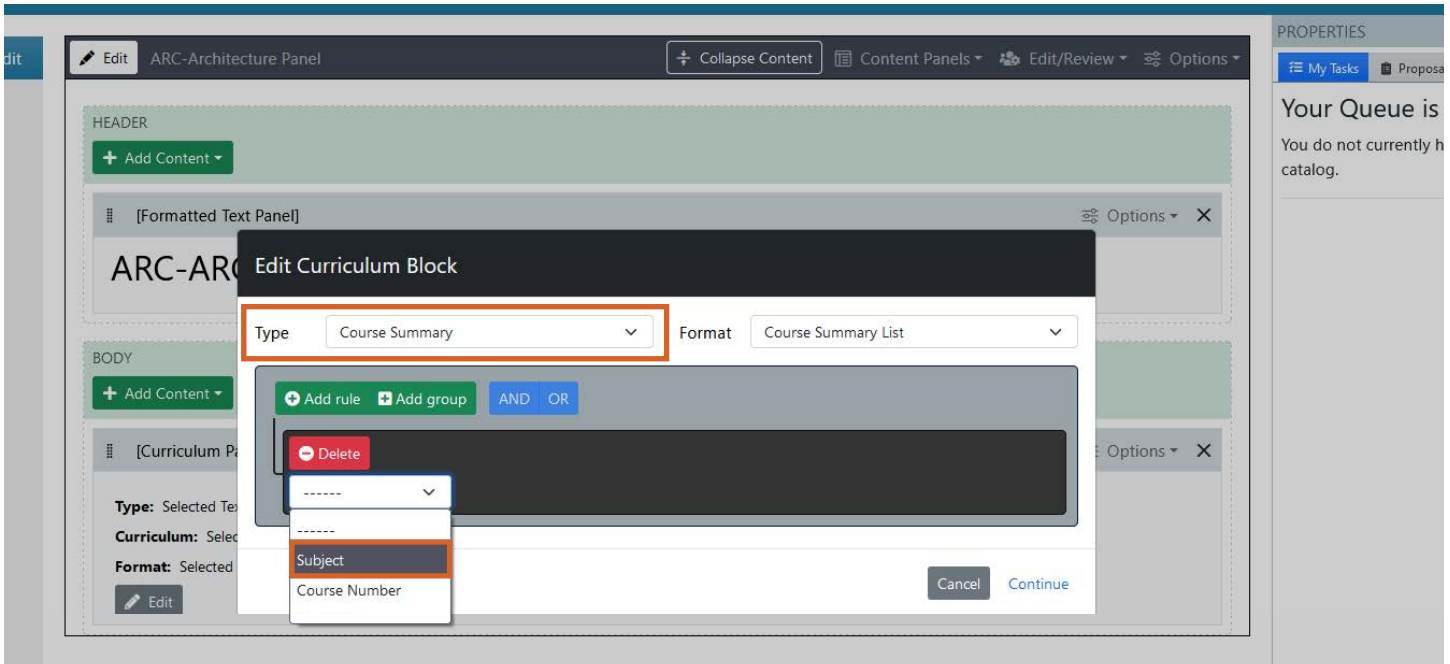 dit
Edit ARC-Architecture Panel Collapse Content Content Panels Edit/Review Options
PROPERTIES
My Tasks Proposa
Your Queue is
You do not currently h
catalog.
HEADER
Add Content
[Formatted Text Panel] Options
ARC-ARC
Edit Curriculum Block
Type Course Summary Format Course Summary List
BODY
Add Content
Add rule Add group AND OR
[Curriculum Pa Options
Delete
------
------
Subject
Course Number
Type: Selected Te
Curriculum: Selec
Format: Selected
Edit
Cancel Continue